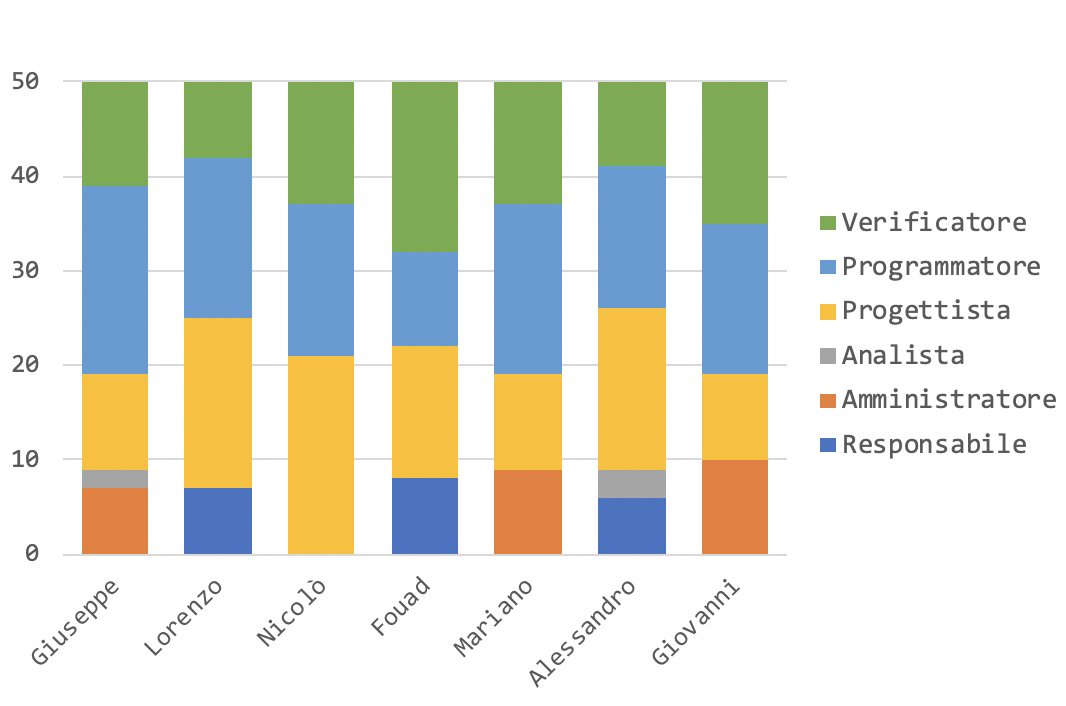 50
40
30
20
10
0
Giuseppe
Lorenzo
Nicolò
Fouad
Mariano
Alessandro
Giovanni
Verificatore
Programmatore
Progettista
Analista
Amministratore
Responsabile